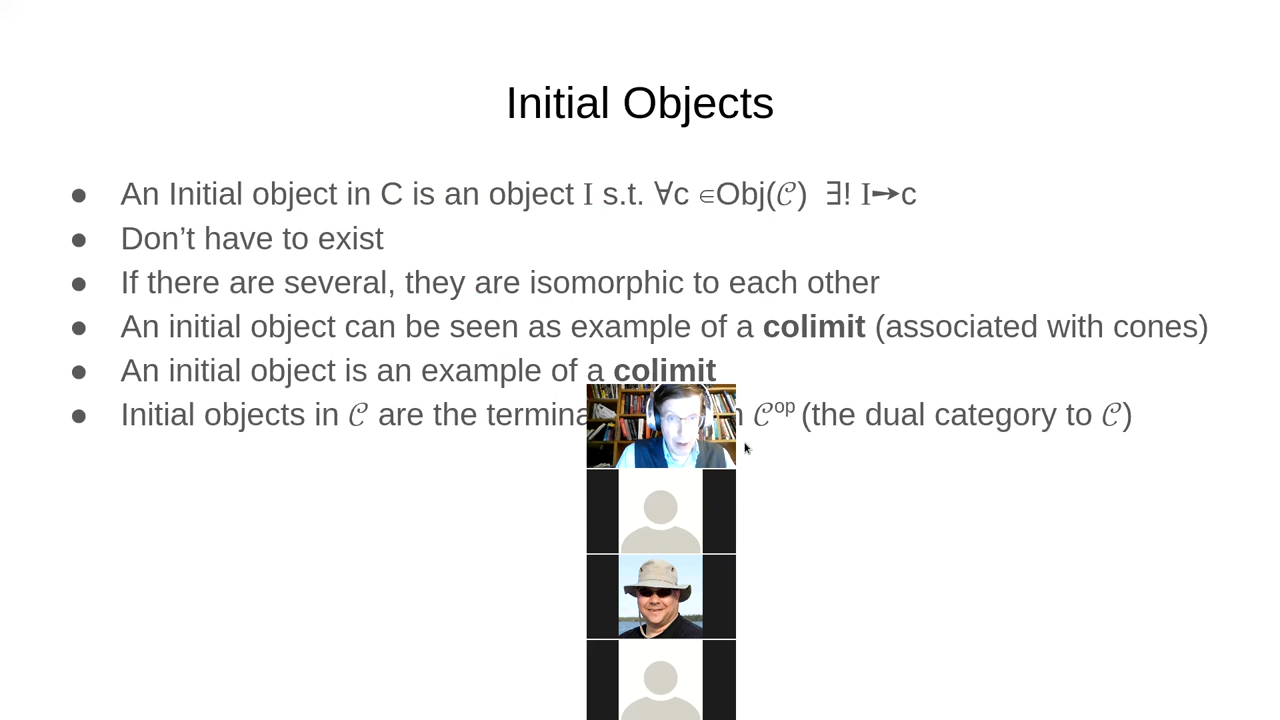 Initial Objects
● An Initial object in C is an object I s.t. ∀c ∈Obj(𝒞) ∃! I➙c
● Don’t have to exist
● If there are several, they are isomorphic to each other
● An initial object can be seen as example of a colimit (associated with cones)
● An initial object is an example of a colimit
● Initial objects in 𝒞 are the 𝒞op (the dual category to 𝒞)